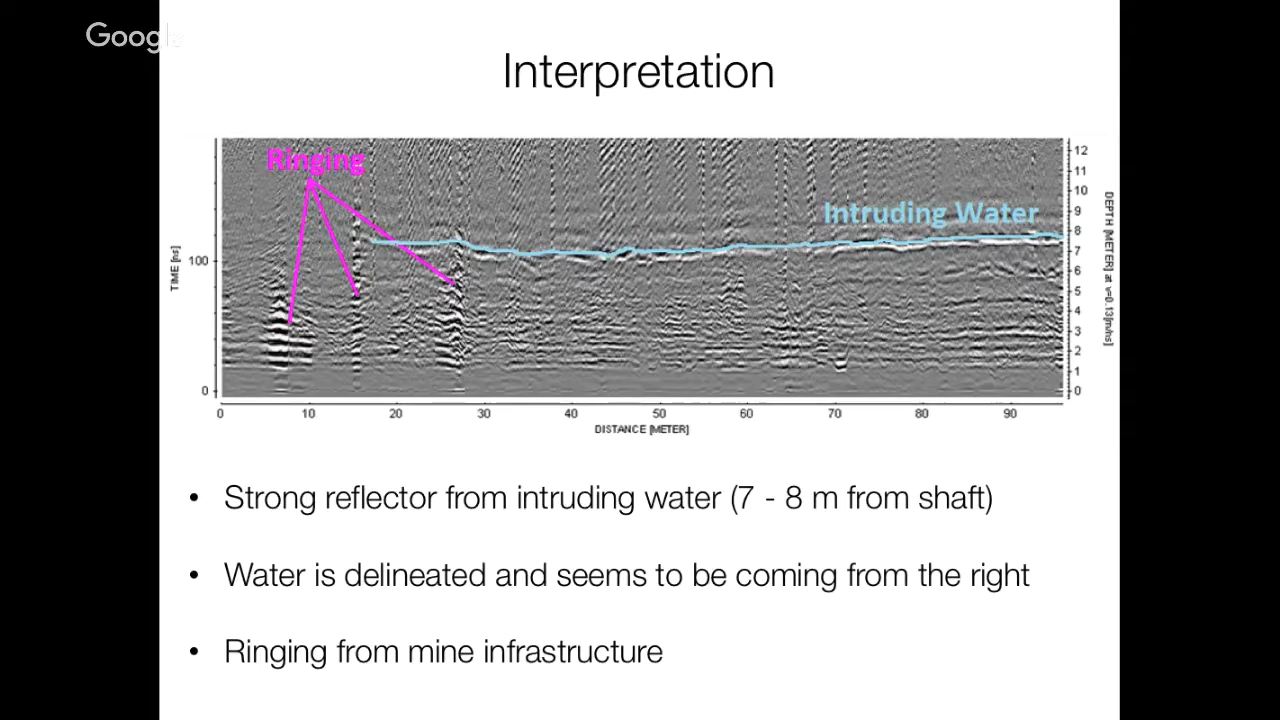 Google
Interpretation
Ringing
Intruding Water
TIME [ns]
100
0
12
11
10
9
8
7
6
5
4
3
2
1
0
DEPTH [METER] at v=0.13[m/ns]
0 10 20 30 40 50 60 70 80 90
DISTANCE [METER]
• Strong reflector from intruding water (7 - 8 m from shaft)
• Water is delineated and seems to be coming from the right
• Ringing from mine infrastructure